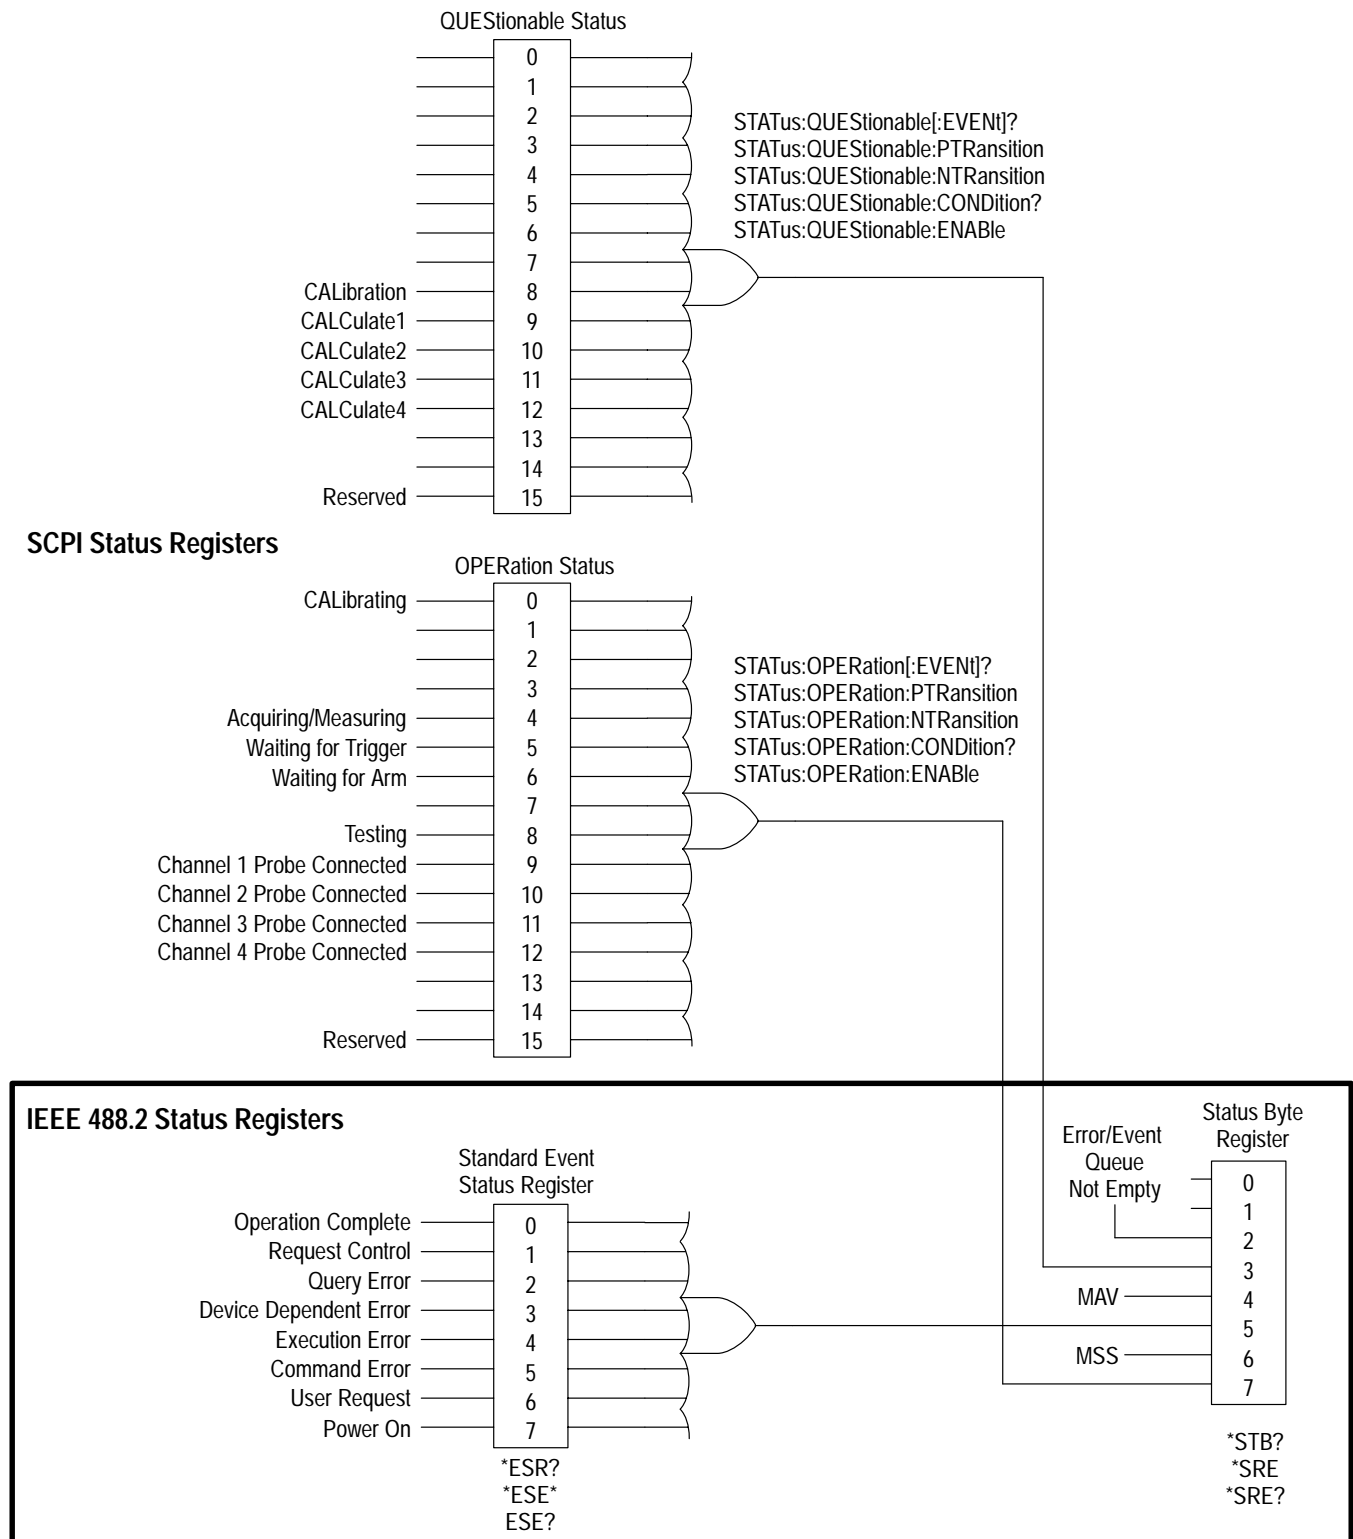 QUEStionable Status
0
1
2
3
4
5
6
7
CALibration 8
CALCulate1 9
CALCulate2 10
CALCulate3 11
CALCulate4 12
13
14
Reserved 15
STATus:QUEStionable[:EVENt]?
STATus:QUEStionable:PTRansition
STATus:QUEStionable:NTRansition
STATus:QUEStionable:CONDition?
STATus:QUEStionable:ENABle
SCPI Status Registers
OPERation Status
CALibrating 0
1
2
3
Acquiring/Measuring 4
Waiting for Trigger 5
Waiting for Arm 6
7
Testing 8
Channel 1 Probe Connected 9
Channel 2 Probe Connected 10
Channel 3 Probe Connected 11
Channel 4 Probe Connected 12
13
14
Reserved 15
STATus:OPERation[:EVENt]?
STATus:OPERation:PTRansition
STATus:OPERation:NTRansition
STATus:OPERation:CONDition?
STATus:OPERation:ENABle
IEEE 488.2 Status Registers
Standard Event
Status Register
Operation Complete 0
Request Control 1
Query Error 2
Device Dependent Error 3
Execution Error 4
Command Error 5
User Request 6
Power On 7
*ESR?
*ESE*
ESE?
Status Byte
Register
Error/Event
Queue
Not Empty
0
1
2
3
MAV 4
5
MSS 6
7
*STB?
*SRE
*SRE?